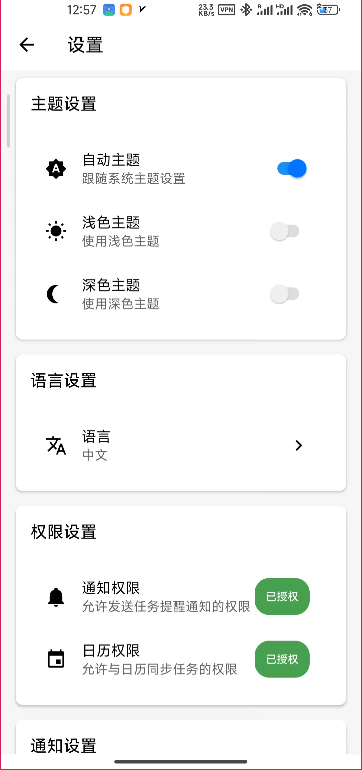 12:57
23.3
KB/s
VPN
HD
57
设置
主题设置
自动主题
跟随系统主题设置
浅色主题
使用浅色主题
深色主题
使用深色主题
语言设置
语言
中文
权限设置
通知权限
允许发送任务提醒通知的权限
已授权
日历权限
允许与日历同步任务的权限
已授权
通知设置